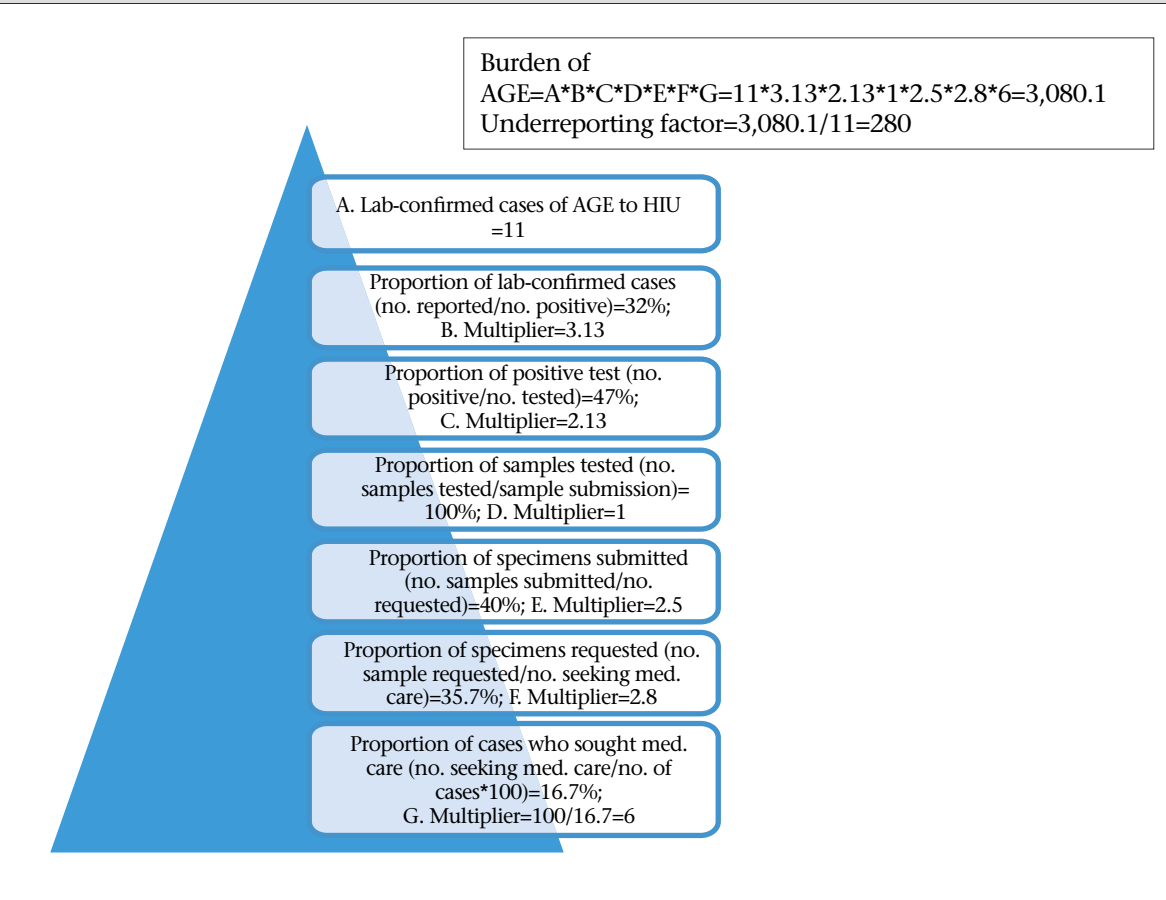 Burden of
AGE=A*B*C*D*E*F*G=11*3.13*2.13*1*2.5*2.8*6=3,080.1
Underreporting factor=3,080.1/11=280
A. Lab-confirmed cases of AGE to HIU
=11
Proportion of lab-confirmed cases
(no. reported/no. positive)=32%;
B. Multiplier=3.13
Proportion of positive test (no.
positive/no. tested)=47%;
C. Multiplier=2.13
Proportion of samples tested (no.
samples tested/sample submission)=
100%; D. Multiplier=1
Proportion of specimens submitted
(no. samples submitted/no.
requested)=40%; E. Multiplier=2.5
Proportion of specimens requested (no.
sample requested/no. seeking med.
care)=35.7%; F. Multiplier=2.8
Proportion of cases who sought med.
care (no. seeking med. care/no. of
cases*100)=16.7%;
G. Multiplier=100/16.7=6